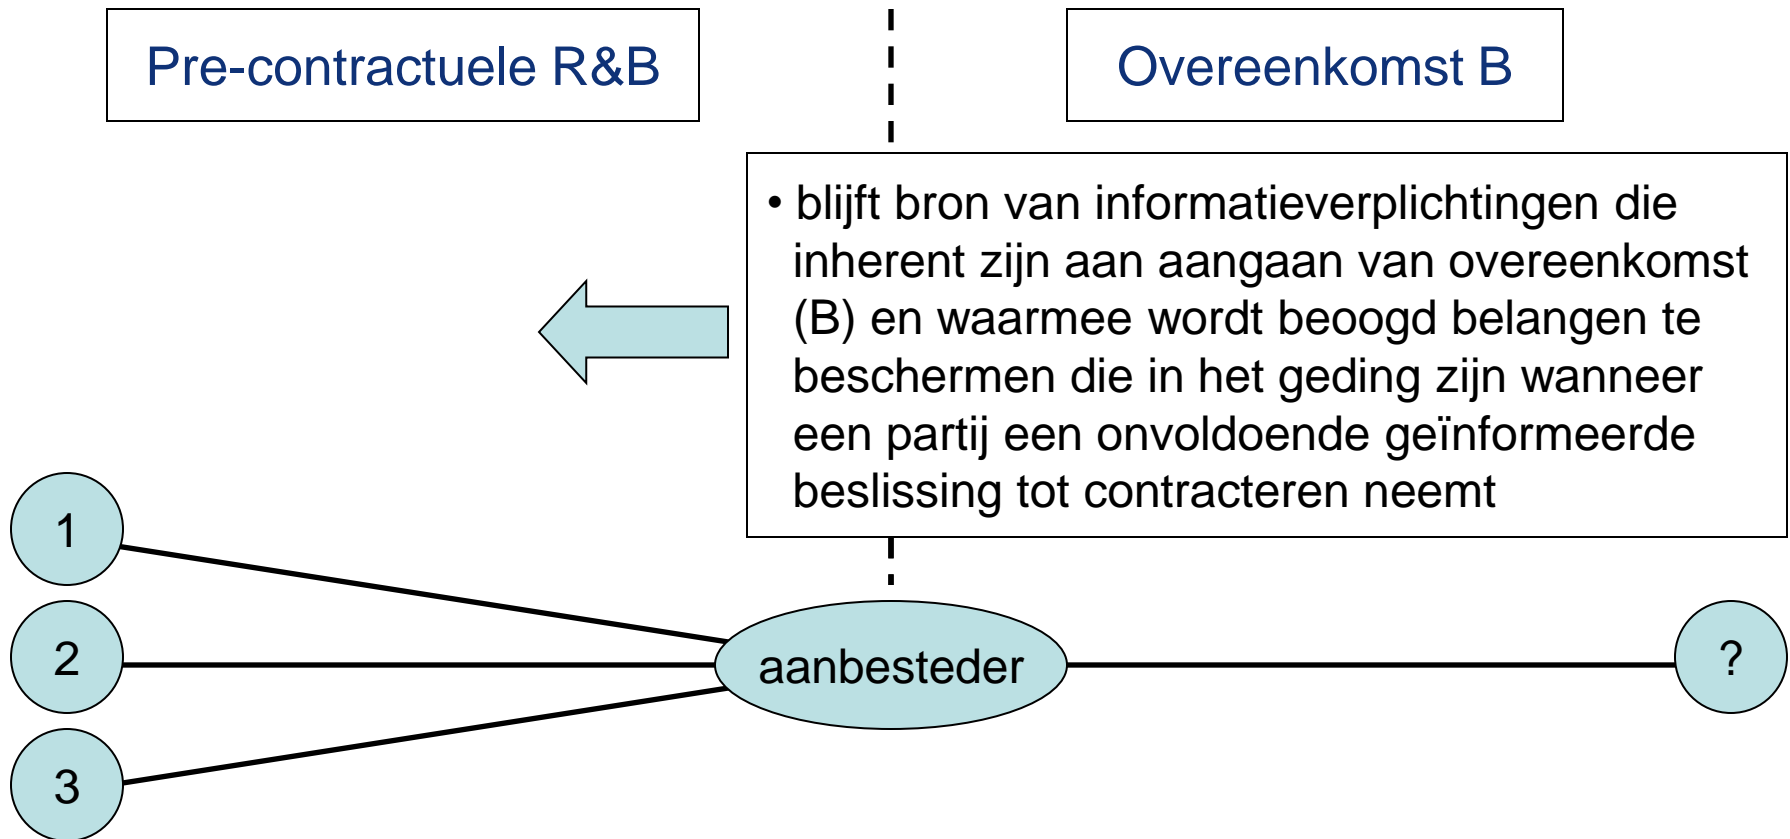 Pre-contractuele R&B
Overeenkomst B
• blijft bron van informatieverplichtingen die
inherent zijn aan aangaan van overeenkomst
(B) en waarmee wordt beoogd belangen te
beschermen die in het geding zijn wanneer
een partij een onvoldoende geïnformeerde
beslissing tot contracteren neemt
1
2
3
aanbesteder
?